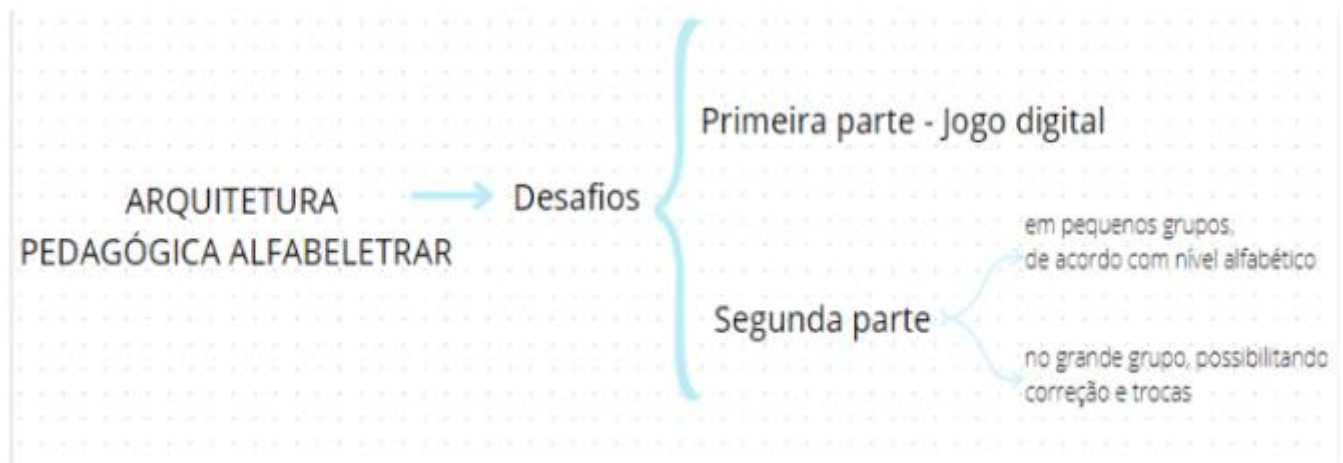 ARQUITETURA
PEDAGÓGICA ALFABELETRAR
Desafios
Primeira parte - Jogo digital
Segunda parte
em pequenos grupos,
de acordo com nível alfabético
no grande grupo, possibilitando
correção e trocas